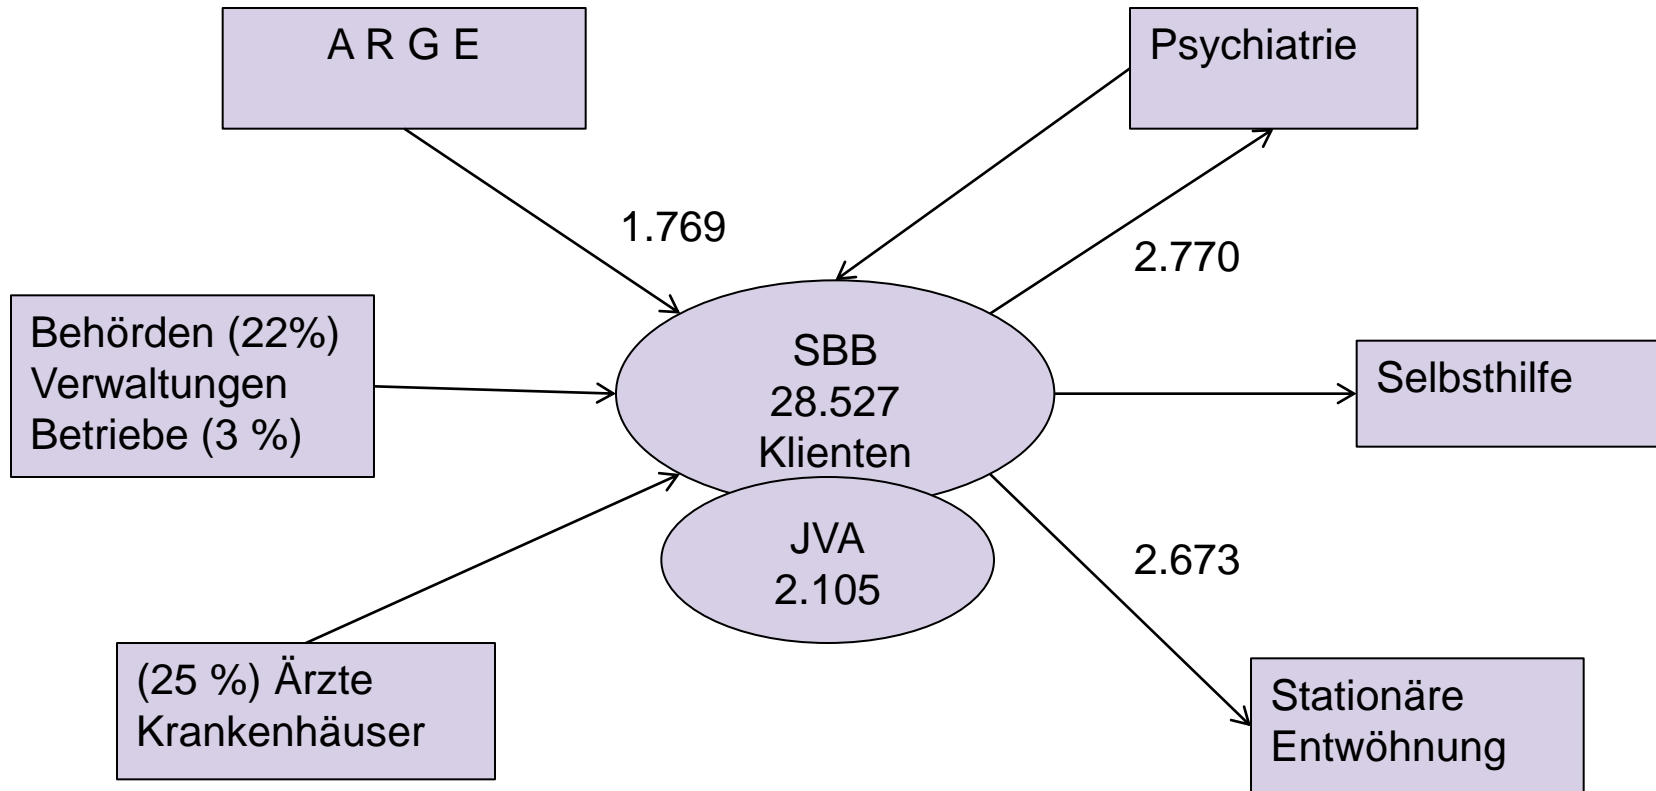 A R G E
Psychiatrie
1.769
2.770
Behörden (22%)
Verwaltungen
Betriebe (3 %)
SBB
28.527
Klienten
Selbsthilfe
JVA
2.105
2.673
(25 %) Ärzte
Krankenhäuser
Stationäre
Entwöhnung